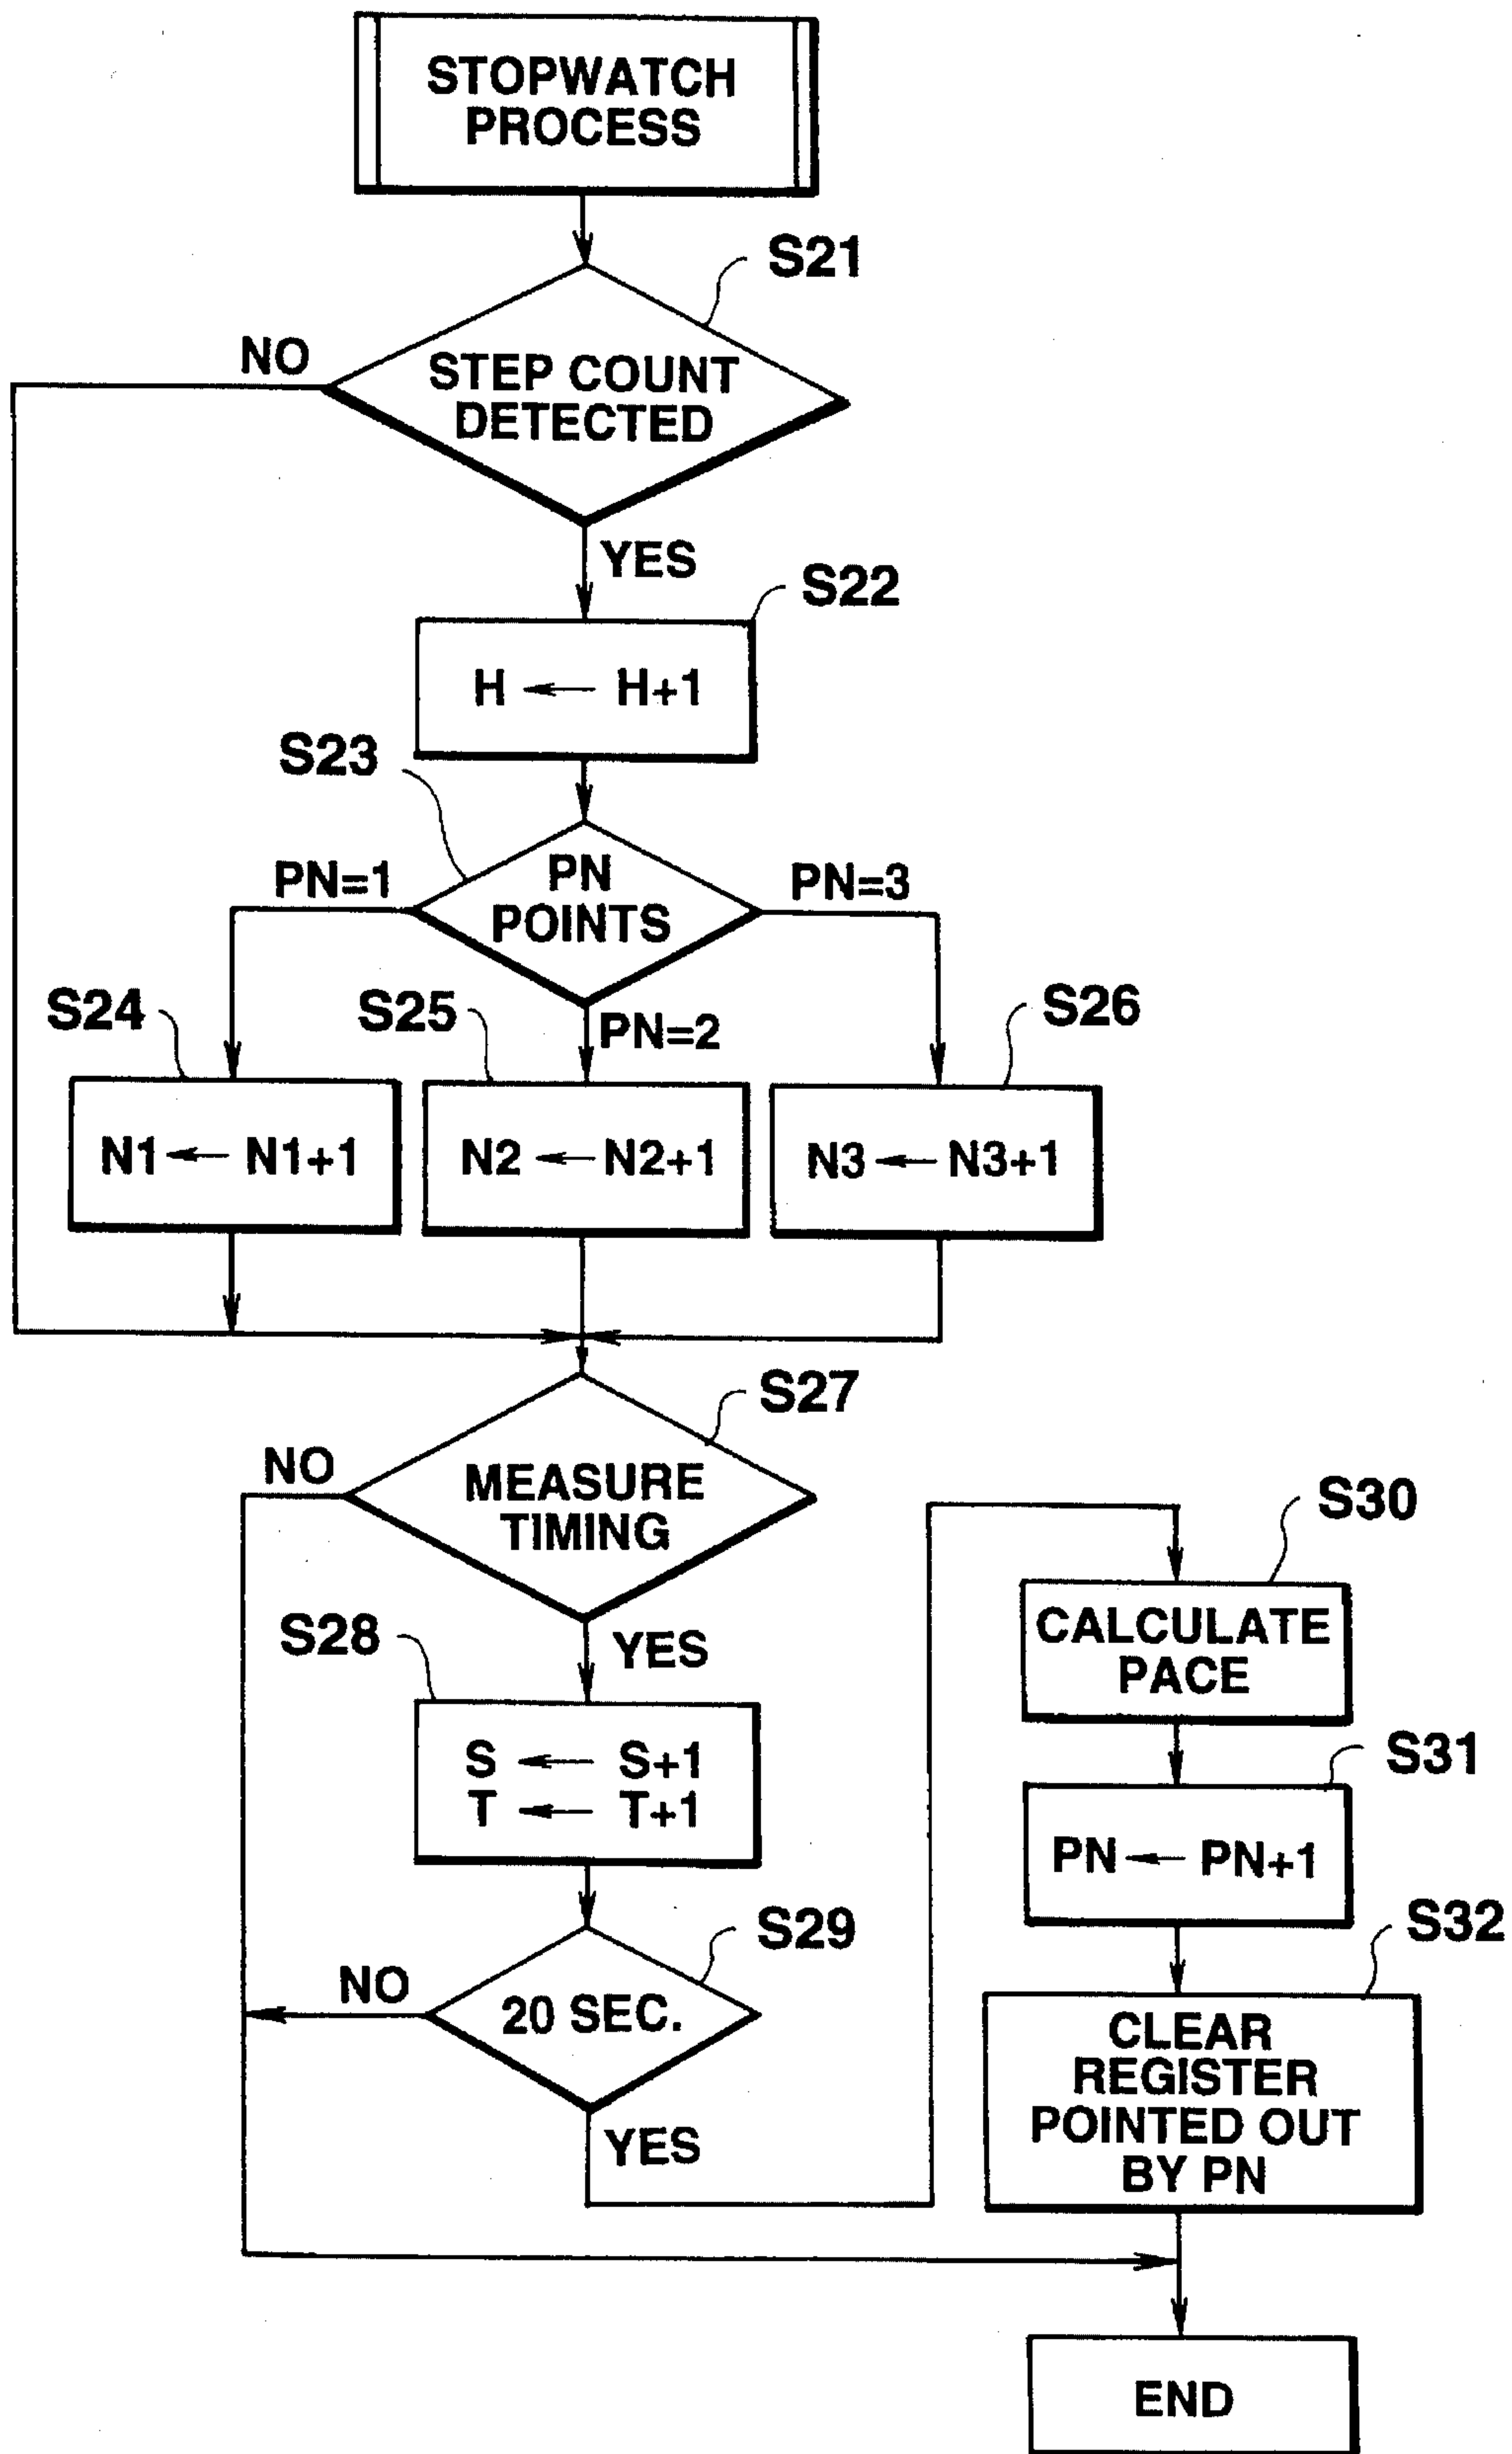 STOPWATCH
PROCESS
S21
NO
STEP COUNT
DETECTED
YES
S22
H ← H+1
S23
PN
POINTS
PN=1
PN=3
PN=2
S24
S25
S26
N1 ← N1+1
N2 ← N2+1
N3 ← N3+1
S27
NO
MEASURE
TIMING
YES
S28
S ← S+1
T ← T+1
S29
NO
20 SEC.
YES
S30
CALCULATE
PACE
S31
PN ← PN+1
S32
CLEAR
REGISTER
POINTED OUT
BY PN
END